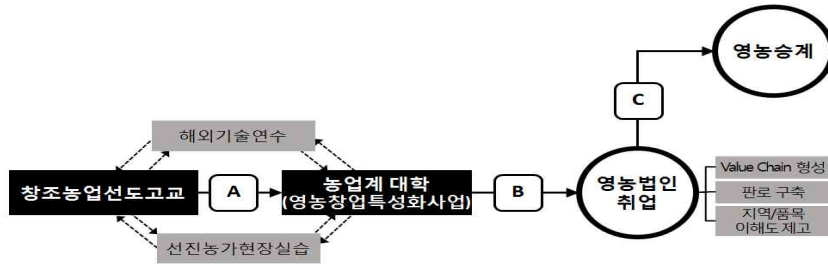 영농승계
C
해외기술연수
창조농업선도고교
A
농업계 대학
(영농창업특성화사업)
B
영농법인
취업
Value Chain 형성
판로 구축
지역/품목
이해도 제고
선진농가현장실습